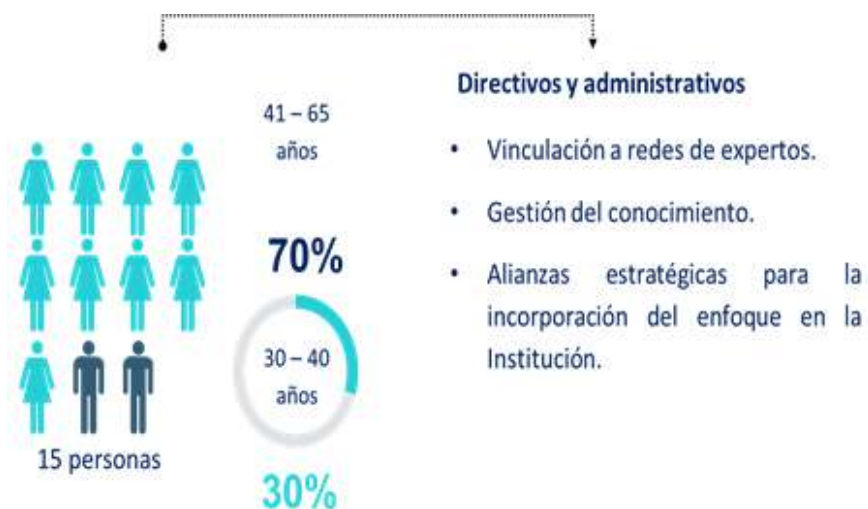 41 – 65
años
70%
30 – 40
años
30%
15 personas
Directivos y administrativos
• Vinculación a redes de expertos.
• Gestión del conocimiento.
• Alianzas estratégicas para la
incorporación del enfoque en la
Institución.